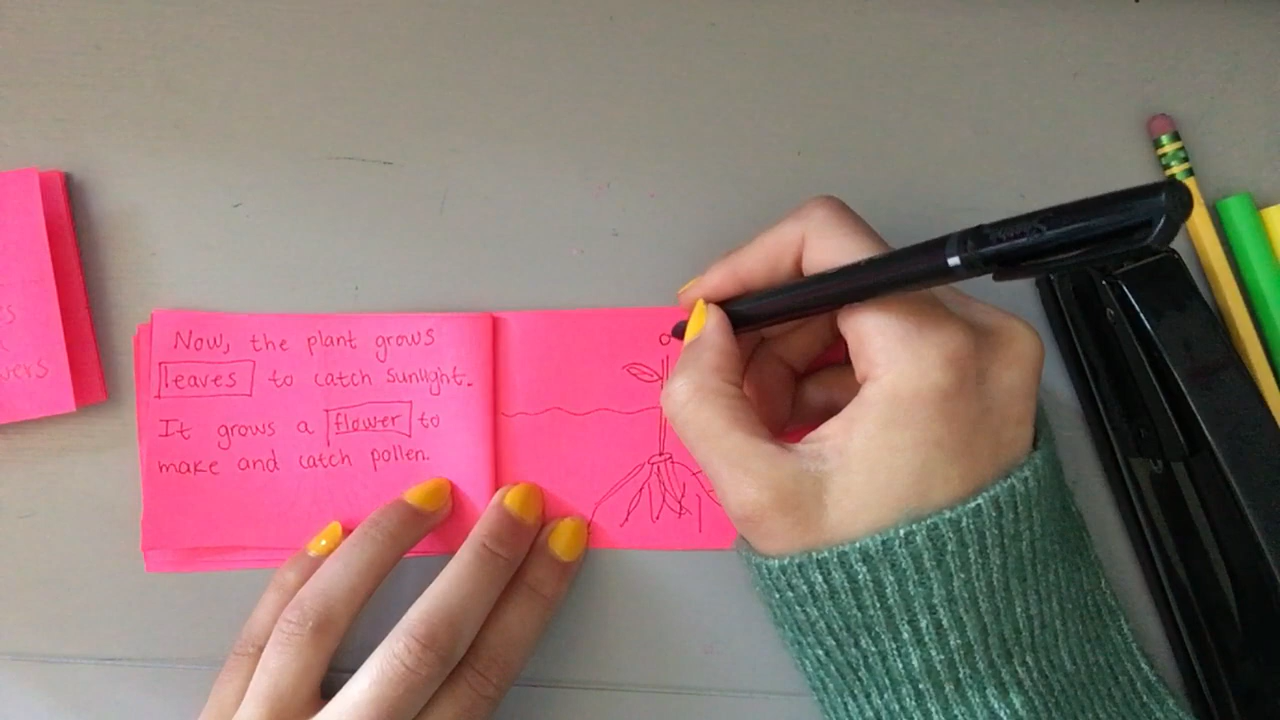 Now, the plant grows
leaves to catch sunlight.
It grows a flower to
make and catch pollen.